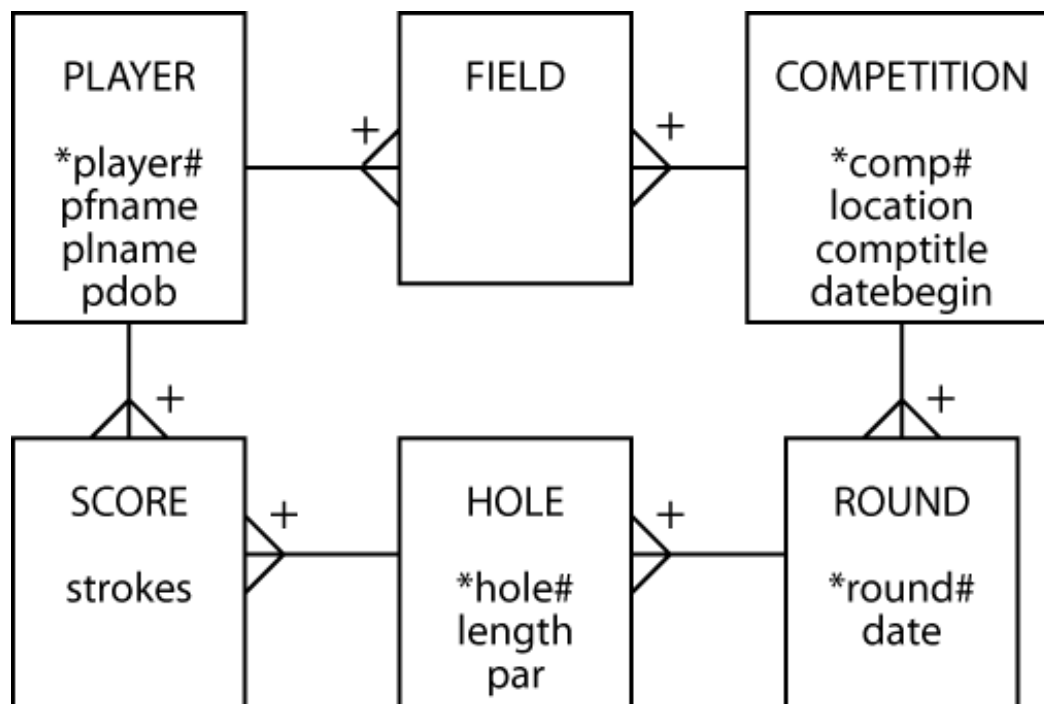 PLAYER
*player#
pfname
plname
pdob
+
FIELD
+
COMPETITION
*comp#
location
comptitle
datebegin
+
+
SCORE
strokes
+
HOLE
*hole#
length
par
+
ROUND
*round#
date